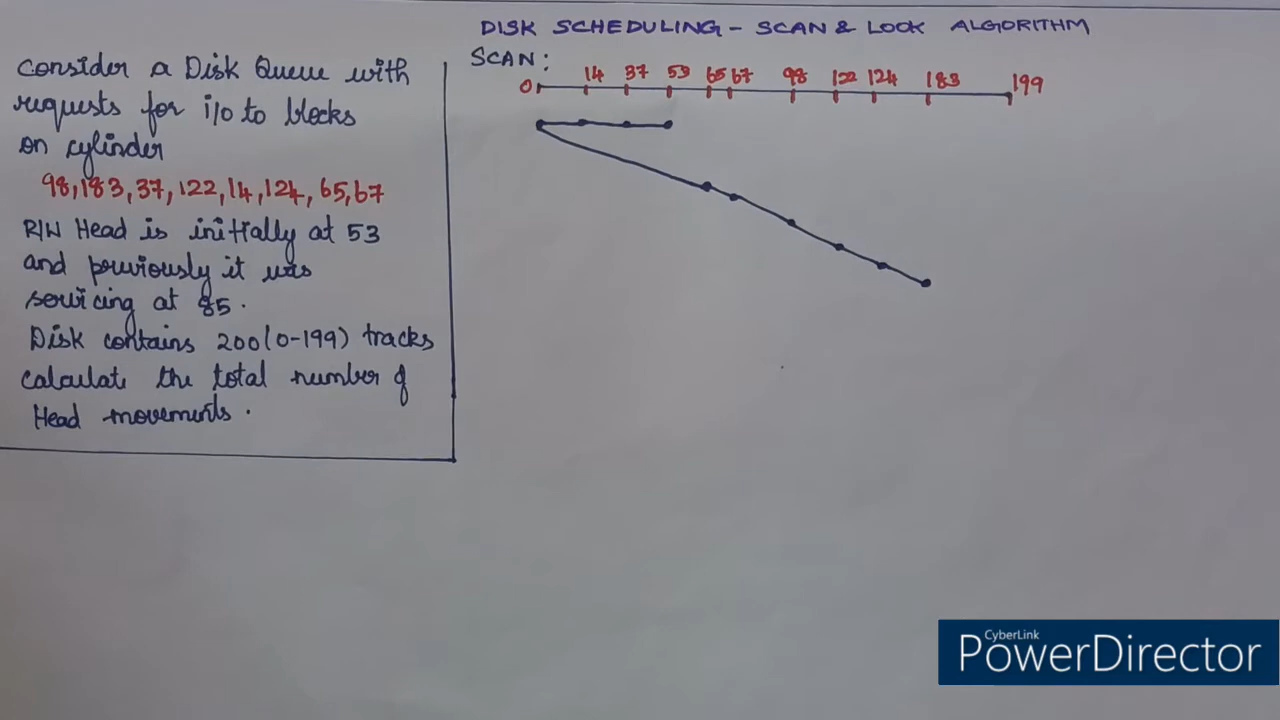 DISK SCHEDULING - SCAN & LOOK ALGORITHM
consider a Disk Queue with
requests for i/o to blocks
on cylinder
98,183,37,122,14,124,65,67
R/W Head is initially at 53
and previously it was
servicing at 85.
Disk contains 200(0-199) tracks
calculate the total number of
Head movements.
SCAN:
0 14 37 53 65 67 98 122 124 183 199
CyberLink
PowerDirector